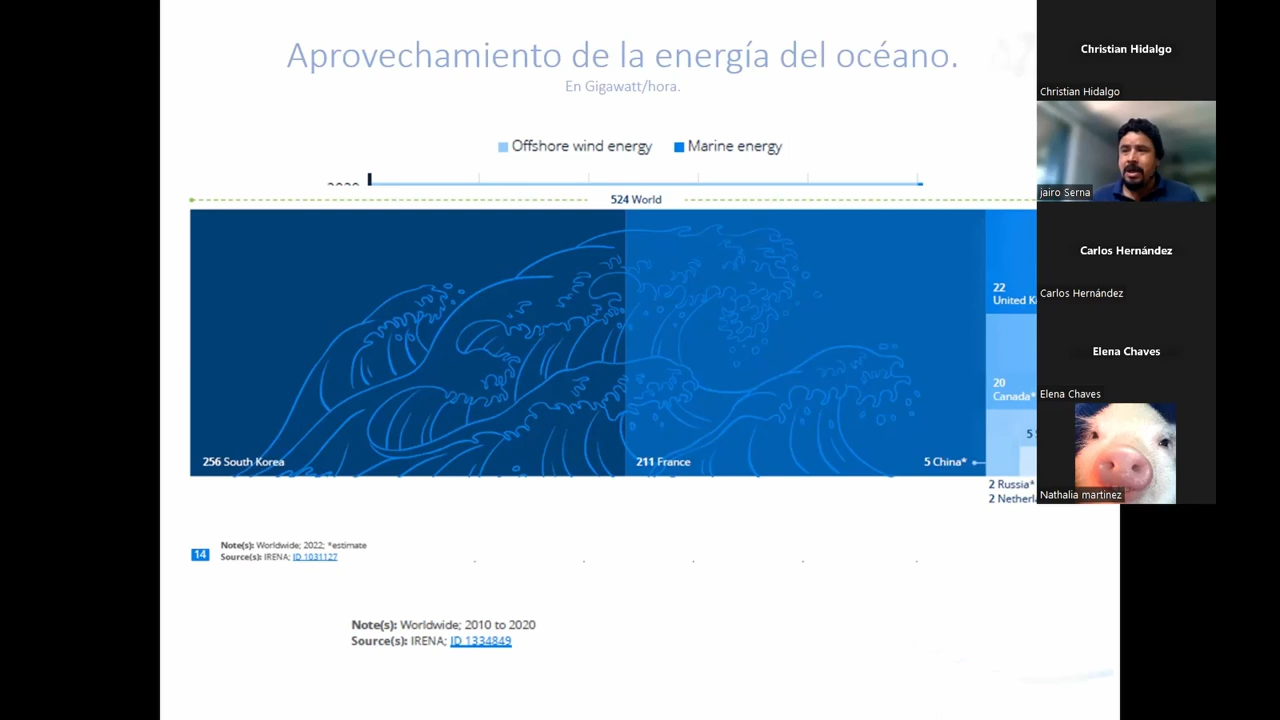 Aprovechamiento de la energía del océano.
En Gigawatt/hora.
Offshore wind energy
Marine energy
524 World
22
United
20
Canada*
5
256 South Korea
211 France
5 China*
2 Russia*
2
14
Note(s): Worldwide; 2022; *estimate
Source(s): IRENA; ID 1031127
Note(s): Worldwide; 2010 to 2020
Source(s): IRENA; ID 1334849
Christian Hidalgo
Christian Hidalgo
jairo Serna
Carlos Hernández
Carlos Hernández
Elena Chaves
Elena Chaves
Nathalia martinez